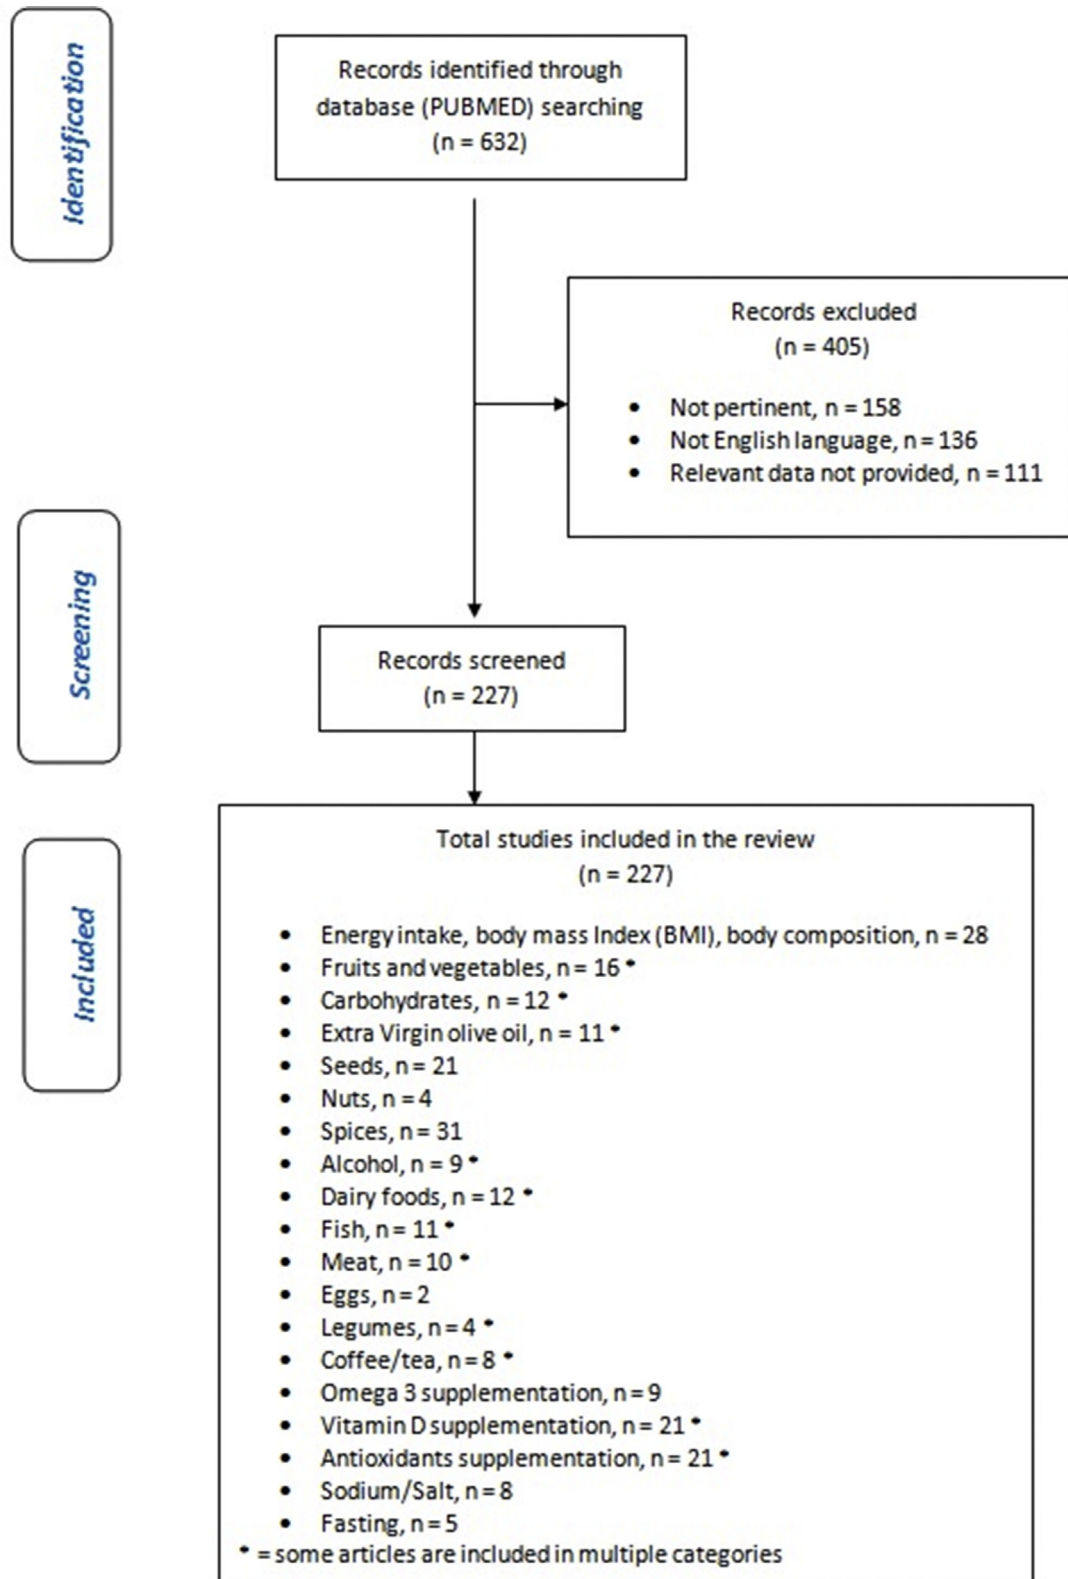 Identification
Records identified through
database (PUBMED) searching
(n = 632)
Records excluded
(n = 405)
• Not pertinent, n = 158
• Not English language, n = 136
• Relevant data not provided, n = 111
Screening
Records screened
(n = 227)
Included
Total studies included in the review
(n = 227)
• Energy intake, body mass Index (BMI), body composition, n = 28
• Fruits and vegetables, n = 16 *
• Carbohydrates, n = 12 *
• Extra Virgin olive oil, n = 11 *
• Seeds, n = 21
• Nuts, n = 4
• Spices, n = 31
• Alcohol, n = 9 *
• Dairy foods, n = 12 *
• Fish, n = 11 *
• Meat, n = 10 *
• Eggs, n = 2
• Legumes, n = 4 *
• Coffee/tea, n = 8 *
• Omega 3 supplementation, n = 9
• Vitamin D supplementation, n = 21 *
• Antioxidants supplementation, n = 21 *
• Sodium/Salt, n = 8
• Fasting, n = 5
* = some articles are included in multiple categories